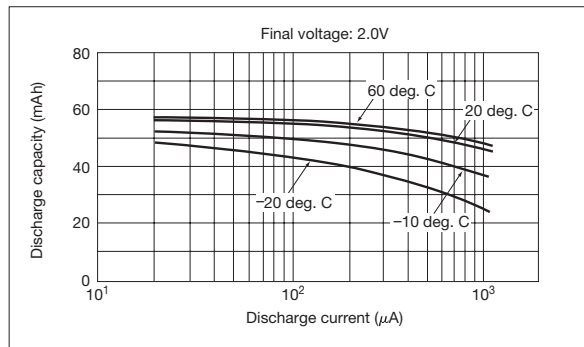 Final voltage: 2.0V
80
60
40
20
0
Discharge capacity (mAh)
60 deg. C
20 deg. C
−10 deg. C
−20 deg. C
10¹
10²
10³
Discharge current (μA)